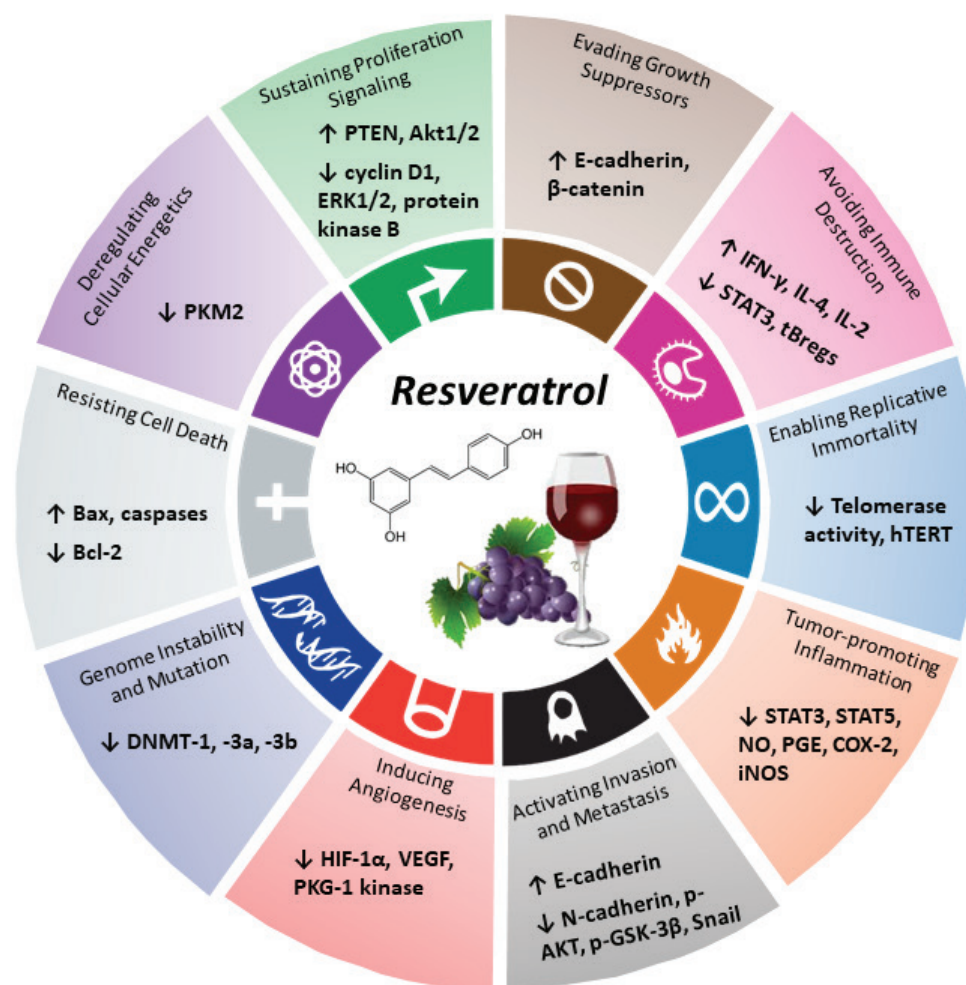 Sustaining Proliferation
Signaling
↑ PTEN, Akt1/2
↓ cyclin D1,
ERK1/2, protein
kinase B
Evading Growth
Suppressors
↑ E-cadherin,
β-catenin
Avoiding Immune
Destruction
↑ IFN-γ, IL-4, IL-2
↓ STAT3, tBregs
Enabling Replicative
Immortality
↓ Telomerase
activity, hTERT
Tumor-promoting
Inflammation
↓ STAT3, STAT5,
NO, PGE, COX-2,
iNOS
Activating Invasion
and Metastasis
↑ E-cadherin
↓ N-cadherin, p-
AKT, p-GSK-3β, Snail
Inducing
Angiogenesis
↓ HIF-1α, VEGF,
PKG-1 kinase
Genome Instability
and Mutation
↓ DNMT-1, -3a, -3b
Resisting Cell Death
↑ Bax, caspases
↓ Bcl-2
Deregulating
Cellular Energetics
↓ PKM2
Resveratrol
OH
HO
OH